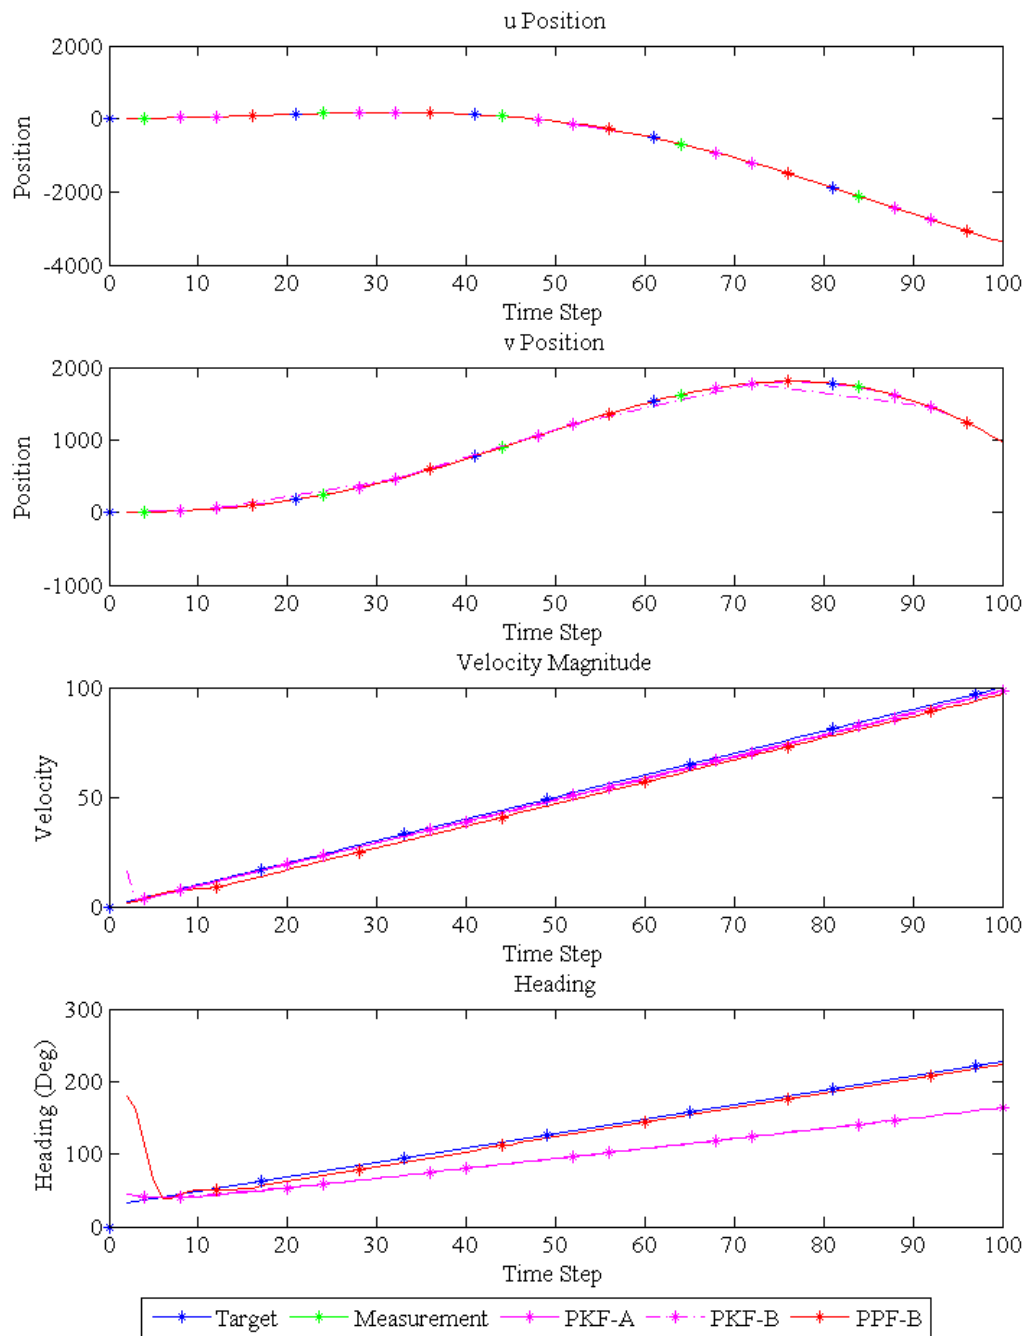 u Position
2000
0
-2000
-4000
Position
0 10 20 30 40 50 60 70 80 90 100
Time Step
v Position
2000
1000
0
-1000
Position
0 10 20 30 40 50 60 70 80 90 100
Time Step
Velocity Magnitude
100
50
0
Velocity
0 10 20 30 40 50 60 70 80 90 100
Time Step
Heading
300
200
100
0
Heading (Deg)
0 10 20 30 40 50 60 70 80 90 100
Time Step
Target Measurement PKF-A PKF-B PPF-B